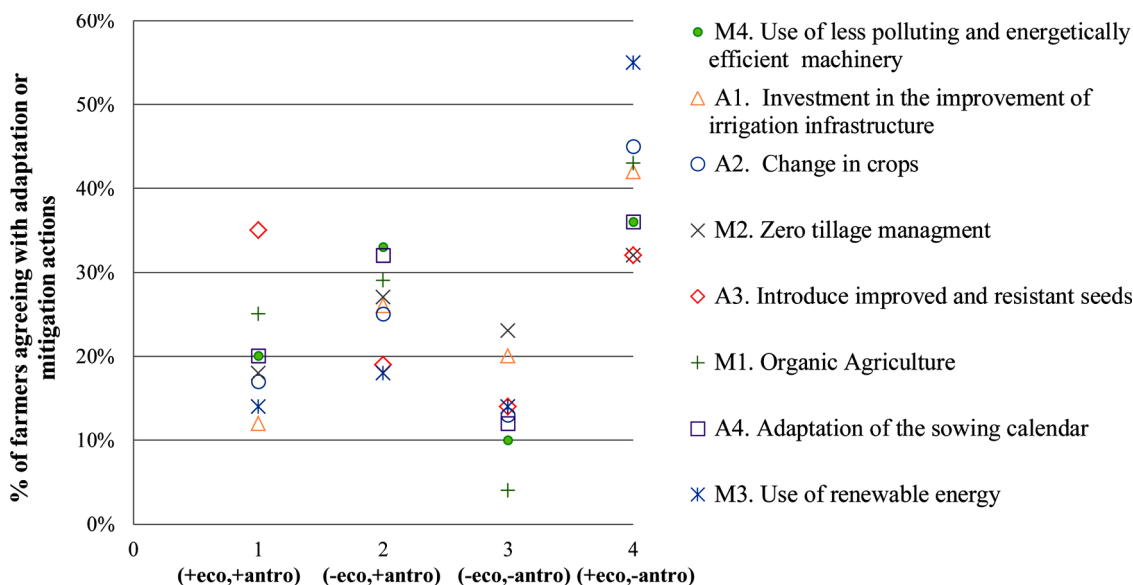 % of farmers agreeing with adaptation or
mitigation actions
60%
50%
40%
30%
20%
10%
0%
0
1
2
3
4
(+eco,+antro)
(-eco,+antro)
(-eco,-antro)
(+eco,-antro)
M4. Use of less polluting and energetically
efficient machinery
A1. Investment in the improvement of
irrigation infrastructure
A2. Change in crops
M2. Zero tillage managment
A3. Introduce improved and resistant seeds
M1. Organic Agriculture
A4. Adaptation of the sowing calendar
M3. Use of renewable energy